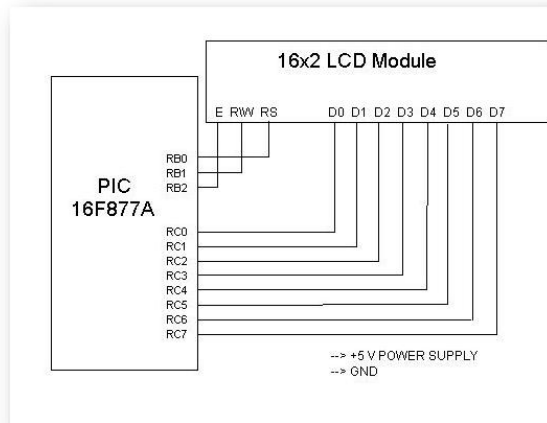 16x2 LCD Module
E R\W RS D0 D1 D2 D3 D4 D5 D6 D7
PIC
16F877A
RB0
RB1
RB2
RC0
RC1
RC2
RC3
RC4
RC5
RC6
RC7
--> +5 V POWER SUPPLY
--> GND